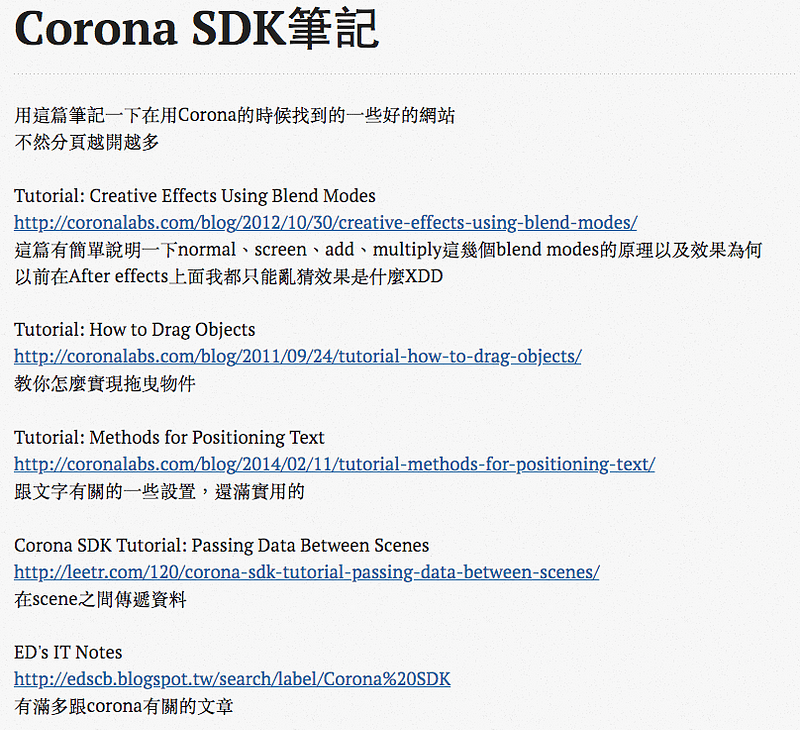 Corona SDK筆記
用這篇筆記一下在用Corona的時候找到的一些好的網站
不然分頁越開越多
Tutorial: Creative Effects Using Blend Modes
http://coronalabs.com/blog/2012/10/30/creative-effects-using-blend-modes/
這篇有簡單說明一下normal、screen、add、multiply這幾個blend modes的原理以及效果為何
以前在After effects上面我都只能亂猜效果是什麼XDD
Tutorial: How to Drag Objects
http://coronalabs.com/blog/2011/09/24/tutorial-how-to-drag-objects/
教你怎麼實現拖曳物件
Tutorial: Methods for Positioning Text
http://coronalabs.com/blog/2014/02/11/tutorial-methods-for-positioning-text/
跟文字有關的一些設置，還滿實用的
Corona SDK Tutorial: Passing Data Between Scenes
http://leetr.com/120/corona-sdk-tutorial-passing-data-between-scenes/
在scene之間傳遞資料
ED's IT Notes
http://edscb.blogspot.tw/search/label/Corona%20SDK
有滿多跟corona有關的文章